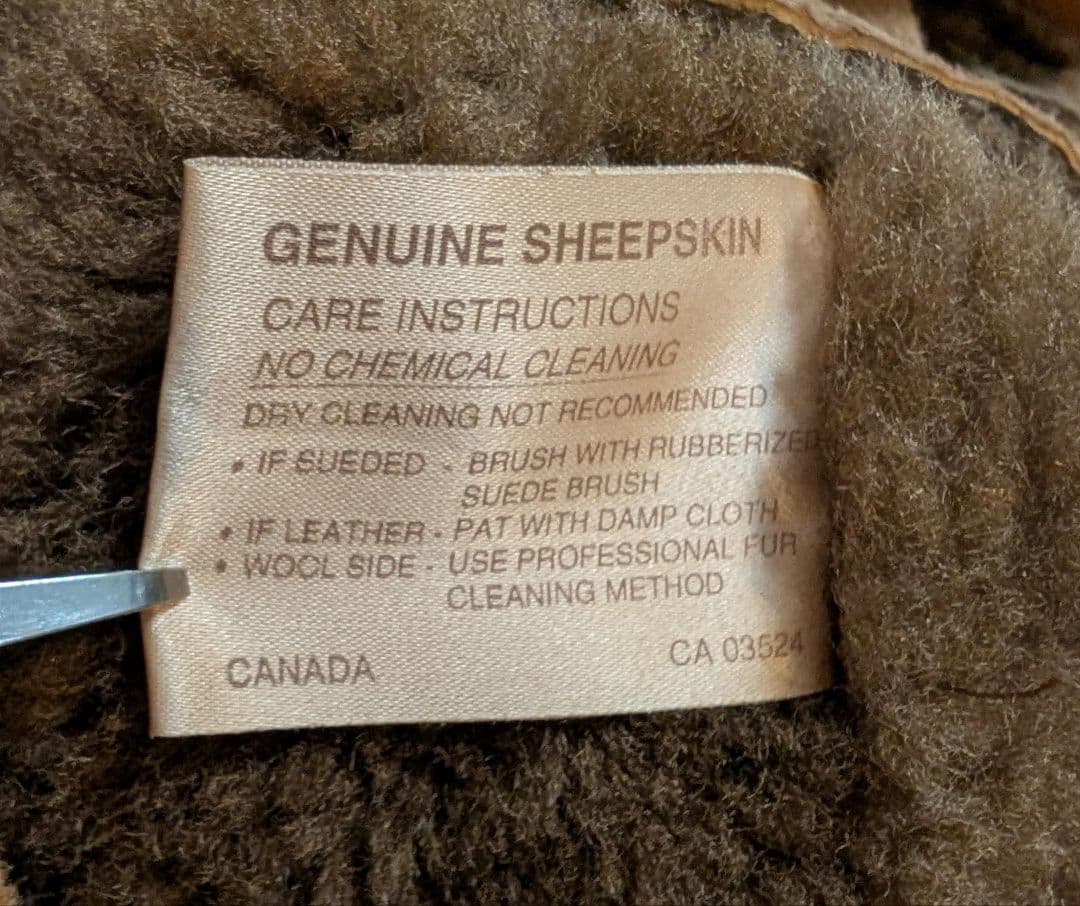 GENUINE SHEEPSKIN
CARE INSTRUCTIONS
NO CHEMICAL CLEANING
DRY CLEANING NOT RECOMMENDED
• IF SUEDED - BRUSH WITH RUBBERIZED
SUEDE BRUSH
• IF LEATHER - PAT WITH DAMP CLOTH
• WOOL SIDE - USE PROFESSIONAL FUR
CLEANING METHOD
CANADA CA 03524